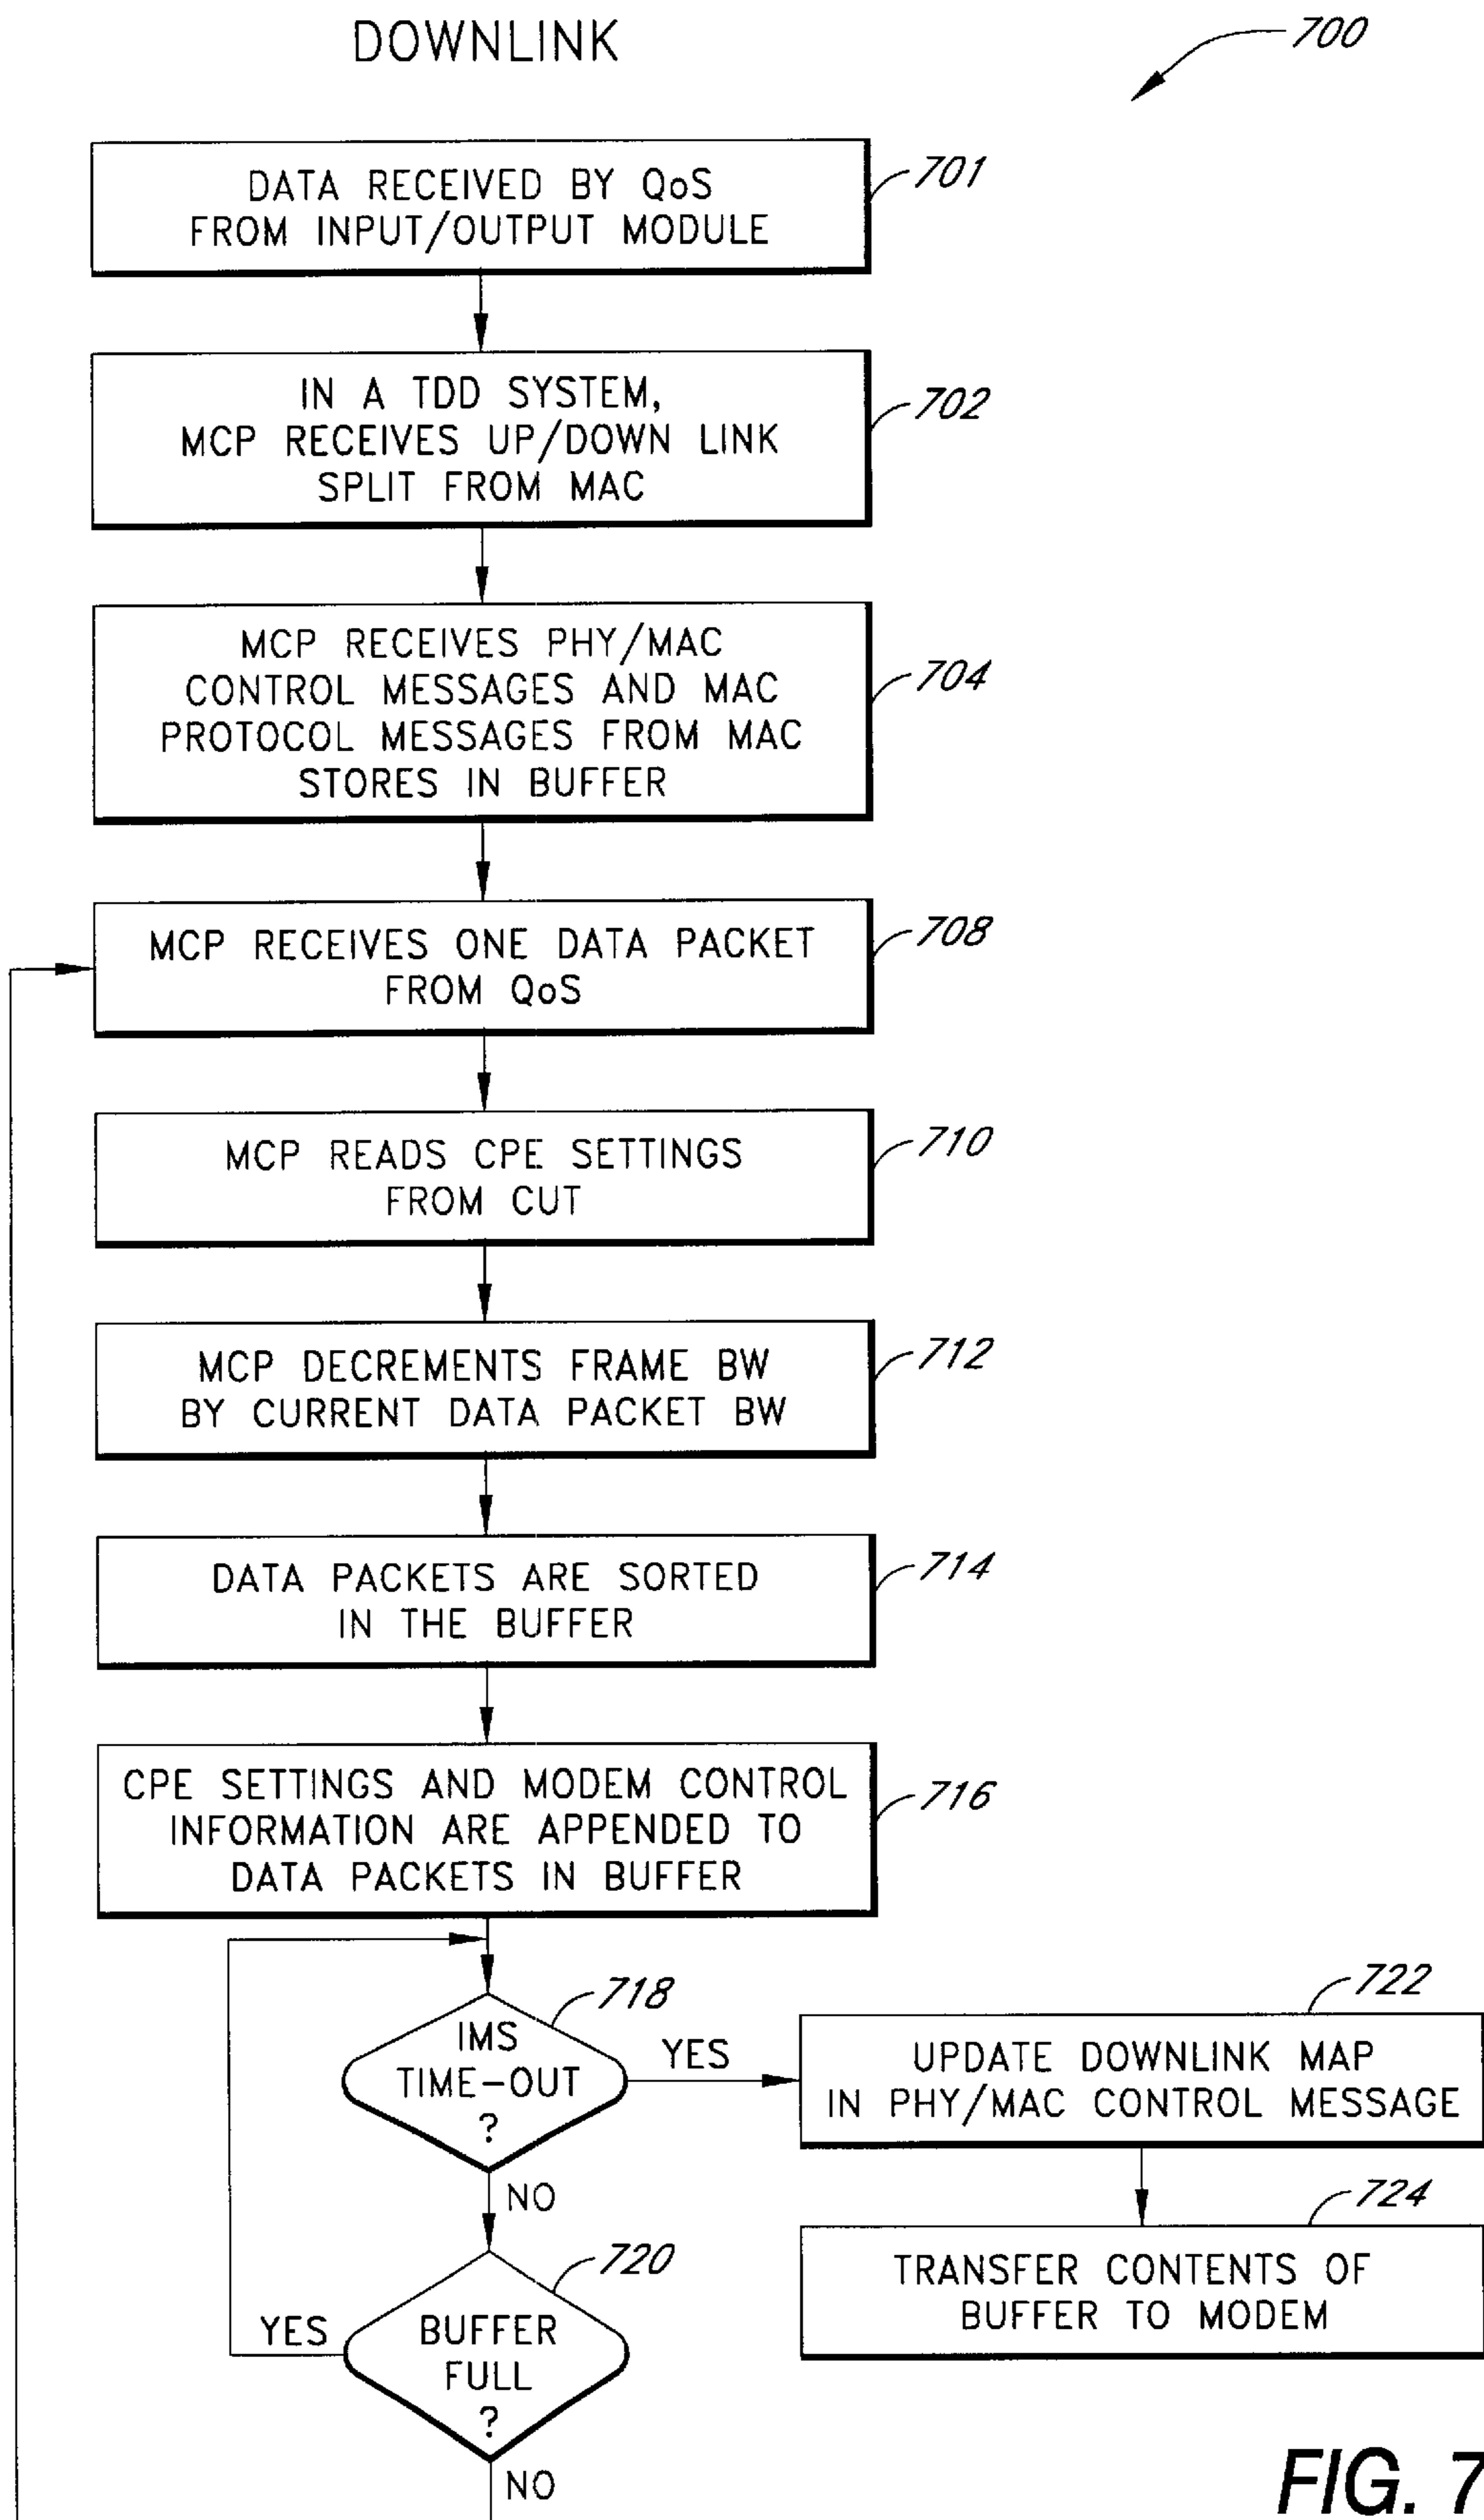 DOWNLINK
700
DATA RECEIVED BY QoS
FROM INPUT/OUTPUT MODULE
701
IN A TDD SYSTEM,
MCP RECEIVES UP/DOWN LINK
SPLIT FROM MAC
702
MCP RECEIVES PHY/MAC
CONTROL MESSAGES AND MAC
PROTOCOL MESSAGES FROM MAC
STORES IN BUFFER
704
MCP RECEIVES ONE DATA PACKET
FROM QoS
708
MCP READS CPE SETTINGS
FROM CUT
710
MCP DECREMENTS FRAME BW
BY CURRENT DATA PACKET BW
712
DATA PACKETS ARE SORTED
IN THE BUFFER
714
CPE SETTINGS AND MODEM CONTROL
INFORMATION ARE APPENDED TO
DATA PACKETS IN BUFFER
716
718
IMS
TIME-OUT
?
YES
NO
722
UPDATE DOWNLINK MAP
IN PHY/MAC CONTROL MESSAGE
724
TRANSFER CONTENTS OF
BUFFER TO MODEM
720
YES
BUFFER
FULL
?
NO
FIG. 7